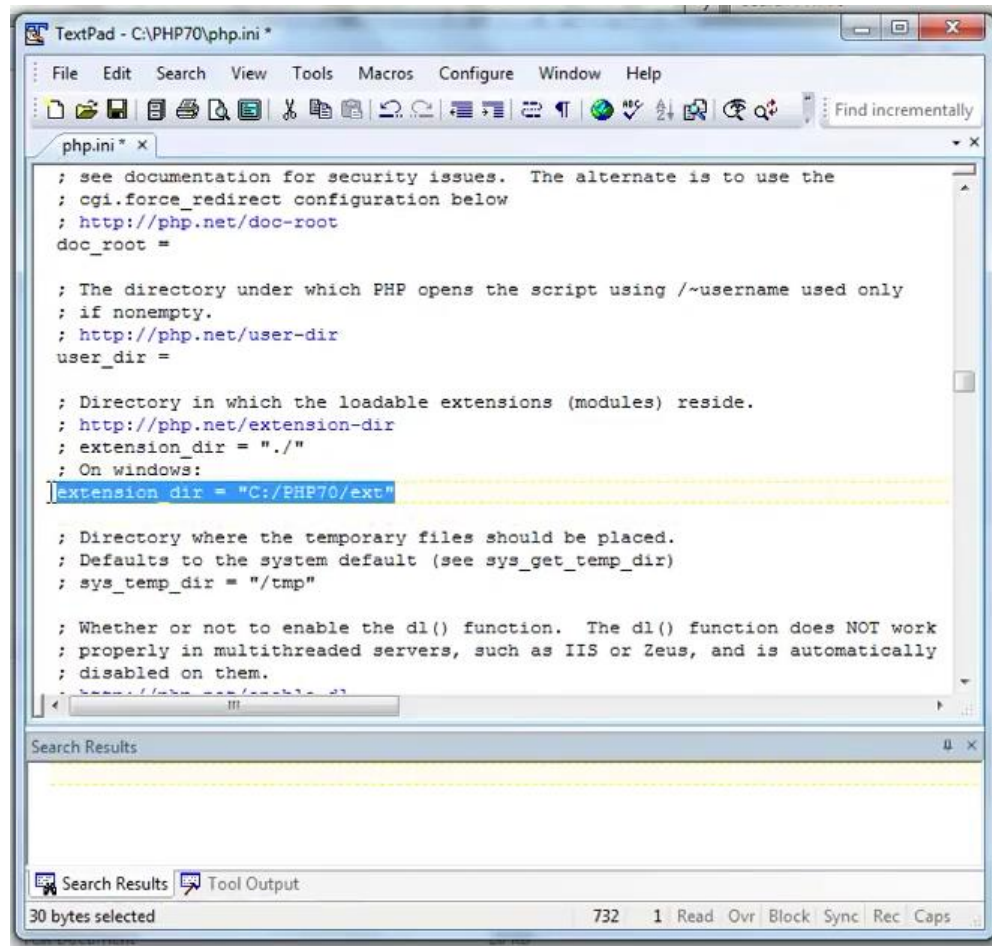 TextPad - C:\PHP70\php.ini *
File Edit Search View Tools Macros Configure Window Help
Find incrementally
php.ini *
; see documentation for security issues.  The alternate is to use the
; cgi.force_redirect configuration below
; http://php.net/doc-root
doc_root =
; The directory under which PHP opens the script using /~username used only
; if nonempty.
; http://php.net/user-dir
user_dir =
; Directory in which the loadable extensions (modules) reside.
; http://php.net/extension-dir
; extension_dir = "./"
; On windows:
extension_dir = "C:/PHP70/ext"
; Directory where the temporary files should be placed.
; Defaults to the system default (see sys_get_temp_dir)
; sys_temp_dir = "/tmp"
; Whether or not to enable the dl() function.  The dl() function does NOT work
; properly in multithreaded servers, such as IIS or Zeus, and is automatically
; disabled on them.
Search Results
Search Results Tool Output
30 bytes selected 732 1 Read Ovr Block Sync Rec Caps